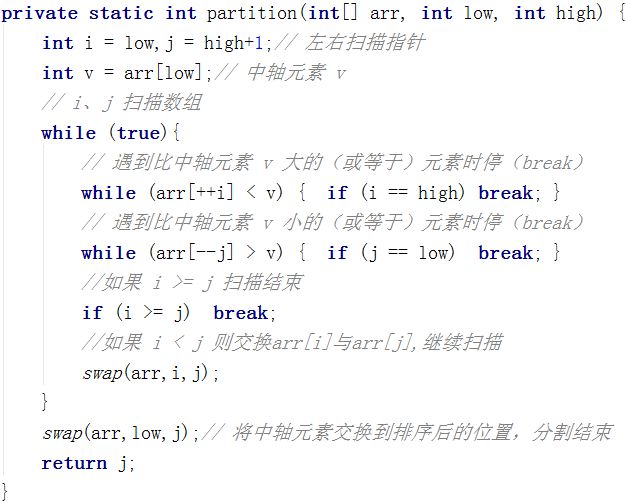 private static int partition(int[] arr, int low, int high) {
int i = low,j = high+1;// 左右扫描指针
int v = arr[low];// 中轴元素 v
// i、j 扫描数组
while (true){
// 遇到比中轴元素 v 大的（或等于）元素时停（break）
while (arr[++i] < v) { if (i == high) break; }
// 遇到比中轴元素 v 小的（或等于）元素时停（break）
while (arr[--j] > v) { if (j == low) break; }
//如果 i >= j 扫描结束
if (i >= j) break;
//如果 i < j 则交换arr[i]与arr[j],继续扫描
swap(arr,i,j);
}
swap(arr,low,j);// 将中轴元素交换到排序后的位置，分割结束
return j;
}